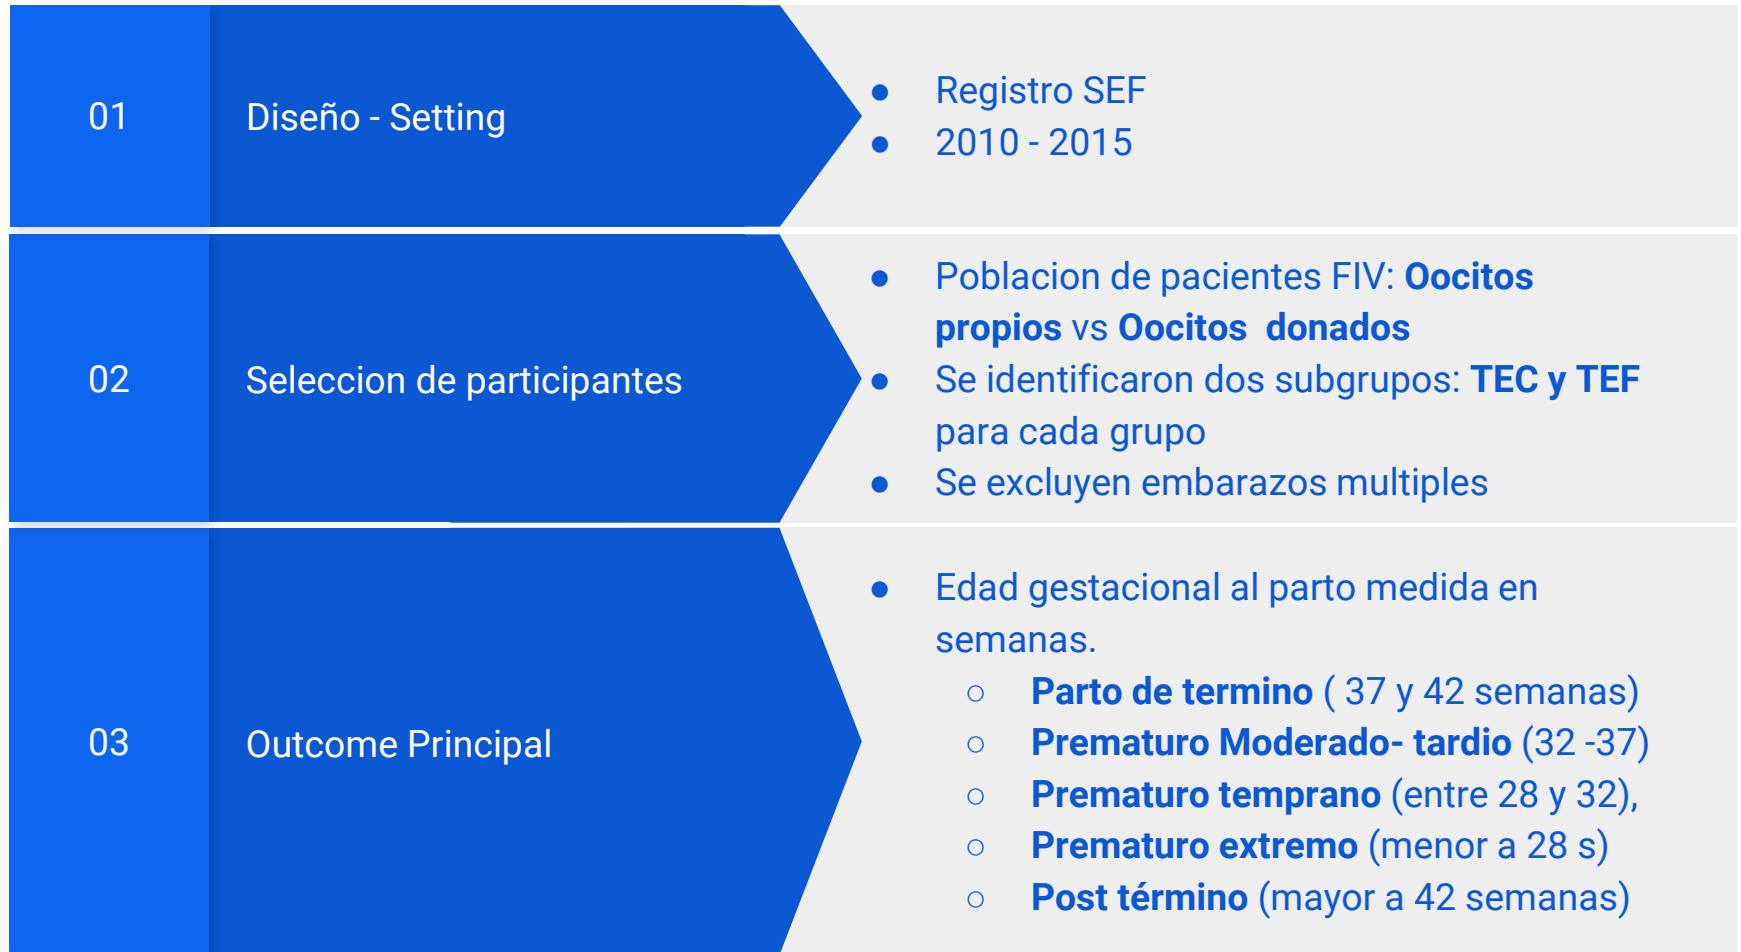 01
Diseño - Setting
● Registro SEF
● 2010 - 2015
02
Seleccion de participantes
● Poblacion de pacientes FIV: Oocitos
propios vs Oocitos  donados
● Se identificaron dos subgrupos: TEC y TEF
para cada grupo
● Se excluyen embarazos multiples
03
Outcome Principal
● Edad gestacional al parto medida en
semanas.
○ Parto de termino ( 37 y 42 semanas)
○ Prematuro Moderado- tardio (32 -37)
○ Prematuro temprano (entre 28 y 32),
○ Prematuro extremo (menor a 28 s)
○ Post término (mayor a 42 semanas)